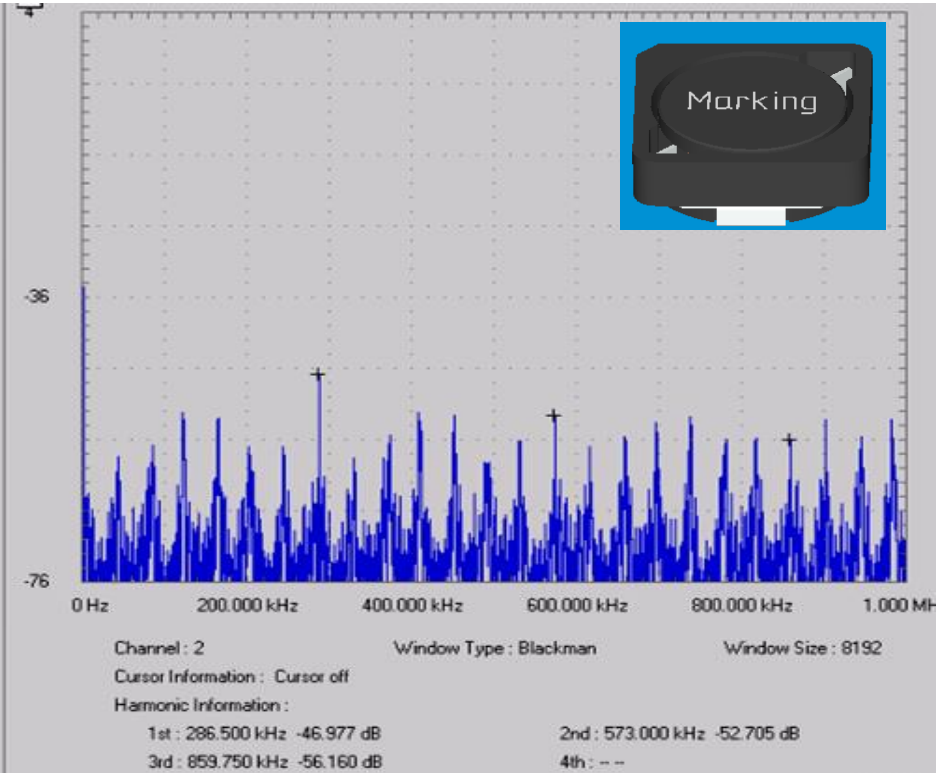 4
Marking
-36
-76
0 Hz 200.000 kHz 400.000 kHz 600.000 kHz 800.000 kHz 1.000 MH
Channel : 2 Window Type : Blackman Window Size : 8192
Cursor Information : Cursor off
Harmonic Information :
1st : 286.500 kHz -46.977 dB 2nd : 573.000 kHz -52.705 dB
3rd : 859.750 kHz -56.160 dB 4th : -- --